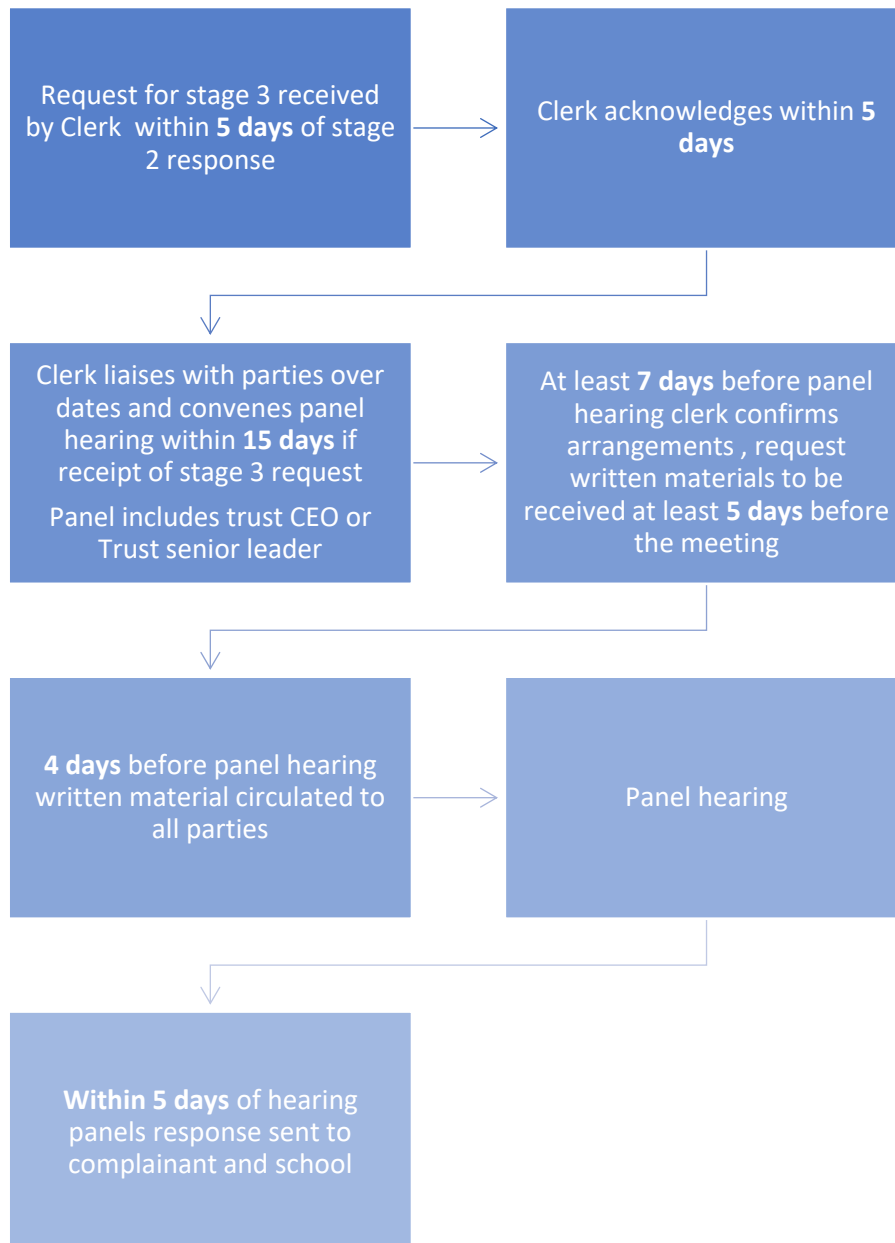 Request for stage 3 received
by Clerk  within 5 days of stage
2 response
Clerk acknowledges within 5
days
Clerk liaises with parties over
dates and convenes panel
hearing within 15 days if
receipt of stage 3 request
Panel includes trust CEO or
Trust senior leader
At least 7 days before panel
hearing clerk confirms
arrangements , request
written materials to be
received at least 5 days before
the meeting
4 days before panel hearing
written material circulated to
all parties
Panel hearing
Within 5 days of hearing
panels response sent to
complainant and school